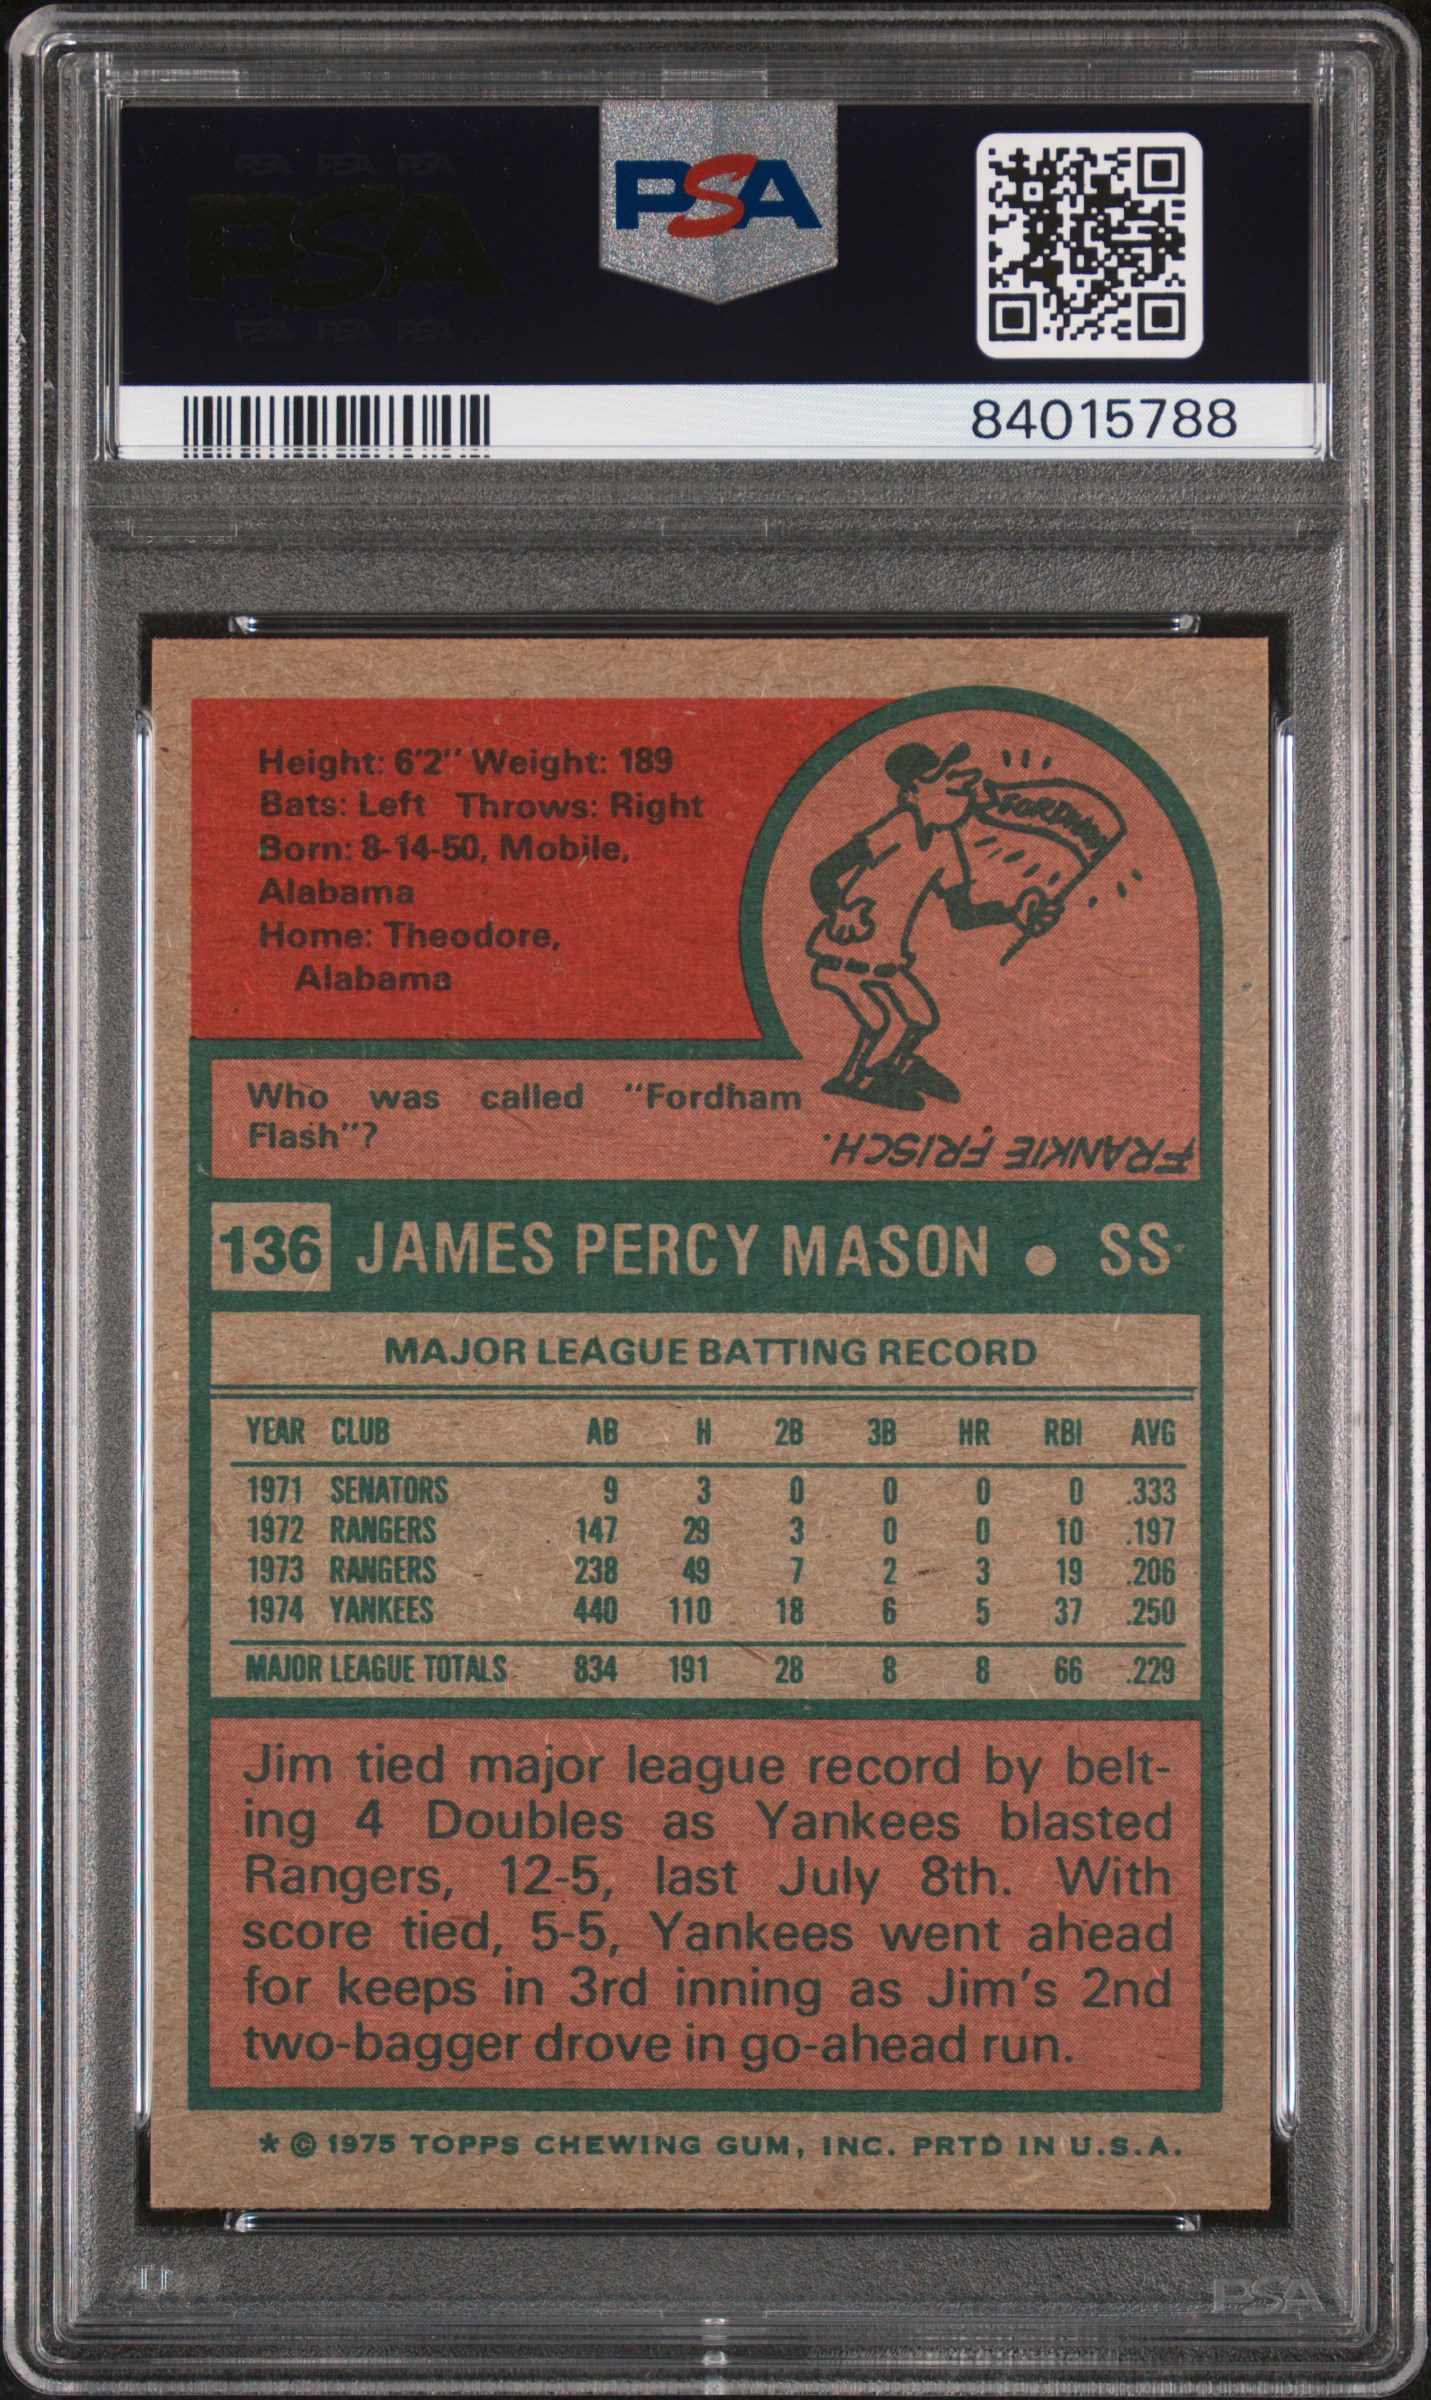 PSA PSA PSA
PSA
PSA PSA PSA
PSA
84015788
Height: 6'2" Weight: 189
Bats: Left Throws: Right
Born: 8-14-50, Mobile,
Alabama
Home: Theodore,
Alabama
FORDHAM
Who was called "Fordham
Flash"?
FRANKIE FRISCH.
136 JAMES PERCY MASON • SS
MAJOR LEAGUE BATTING RECORD
YEAR CLUB AB H 2B 3B HR RBI AVG
1971 SENATORS 9 3 0 0 0 0 .333
1972 RANGERS 147 29 3 0 0 10 .197
1973 RANGERS 238 49 7 2 3 19 .206
1974 YANKEES 440 110 18 6 5 37 .250
MAJOR LEAGUE TOTALS 834 191 28 8 8 66 .229
Jim tied major league record by belt-
ing 4 Doubles as Yankees blasted
Rangers, 12-5, last July 8th. With
score tied, 5-5, Yankees went ahead
for keeps in 3rd inning as Jim's 2nd
two-bagger drove in go-ahead run.
* © 1975 TOPPS CHEWING GUM, INC. PRTD IN U.S.A.
PSA